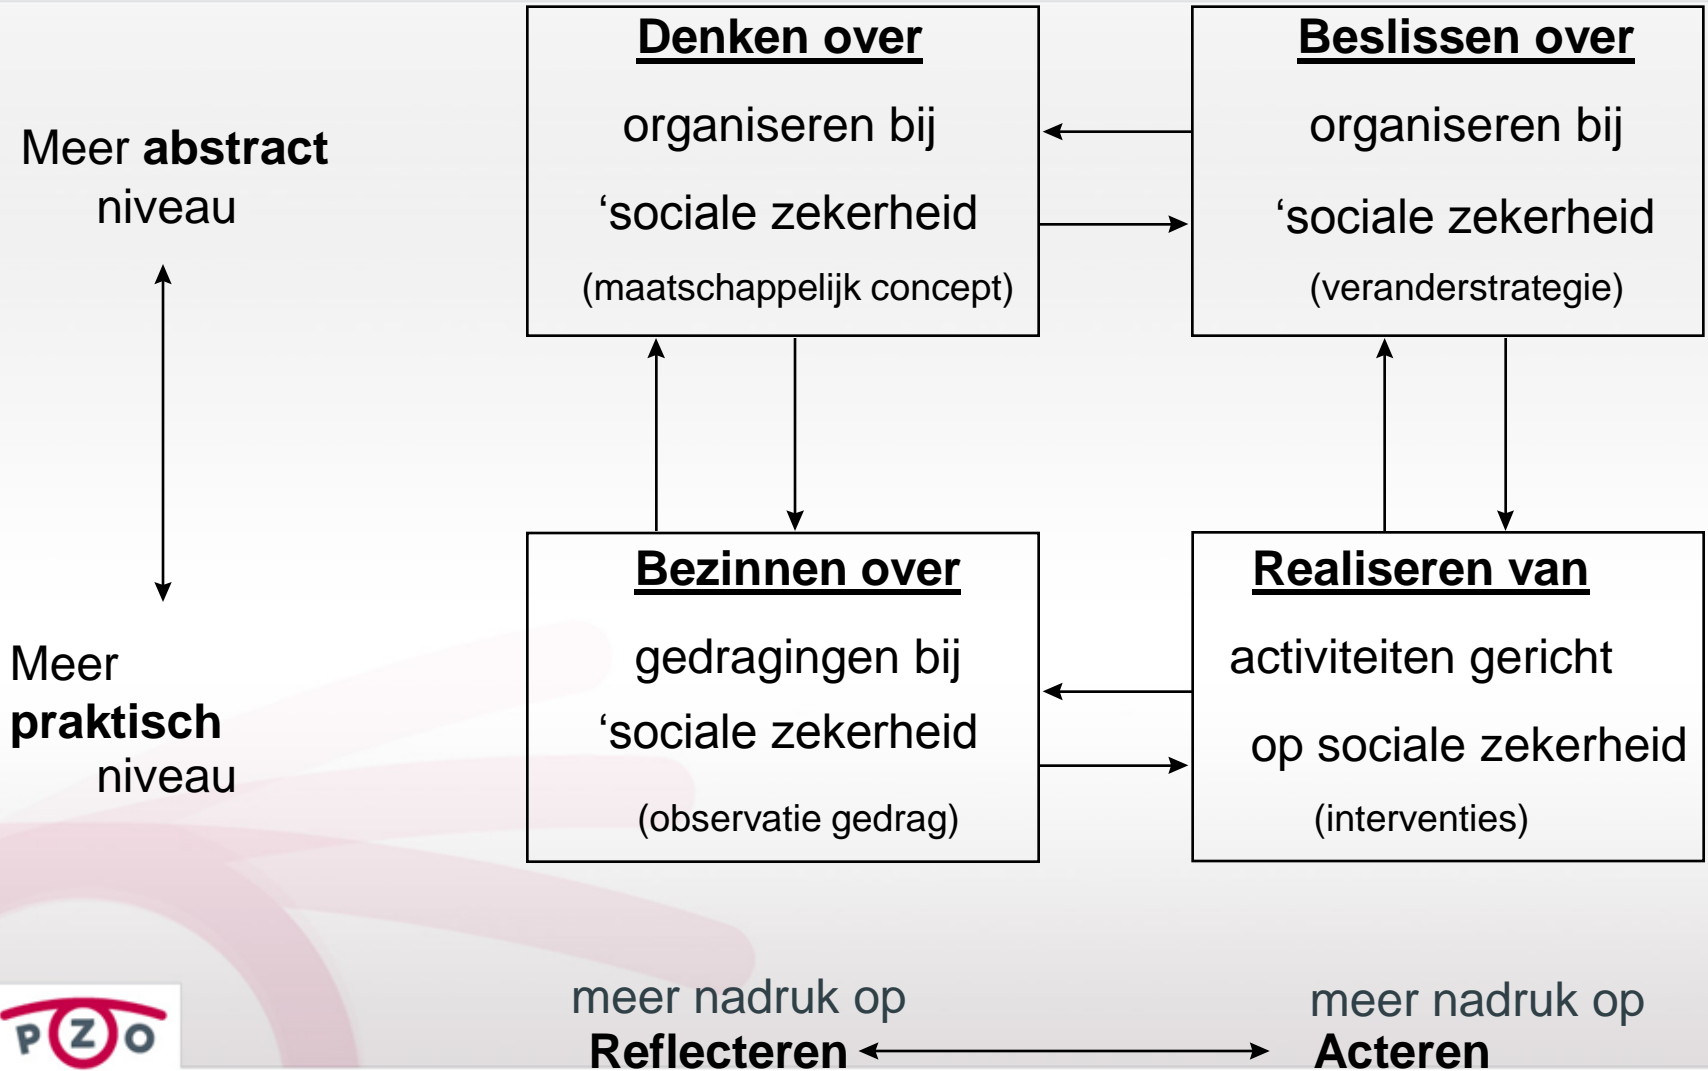 Denken over
organiseren bij
‘sociale zekerheid
(maatschappelijk concept)
Beslissen over
organiseren bij
‘sociale zekerheid
(veranderstrategie)
Meer abstract
niveau
Meer
praktisch
niveau
Bezinnen over
gedragingen bij
‘sociale zekerheid
(observatie gedrag)
Realiseren van
activiteiten gericht
op sociale zekerheid
(interventies)
meer nadruk op
Reflecteren
meer nadruk op
Acteren
PZO